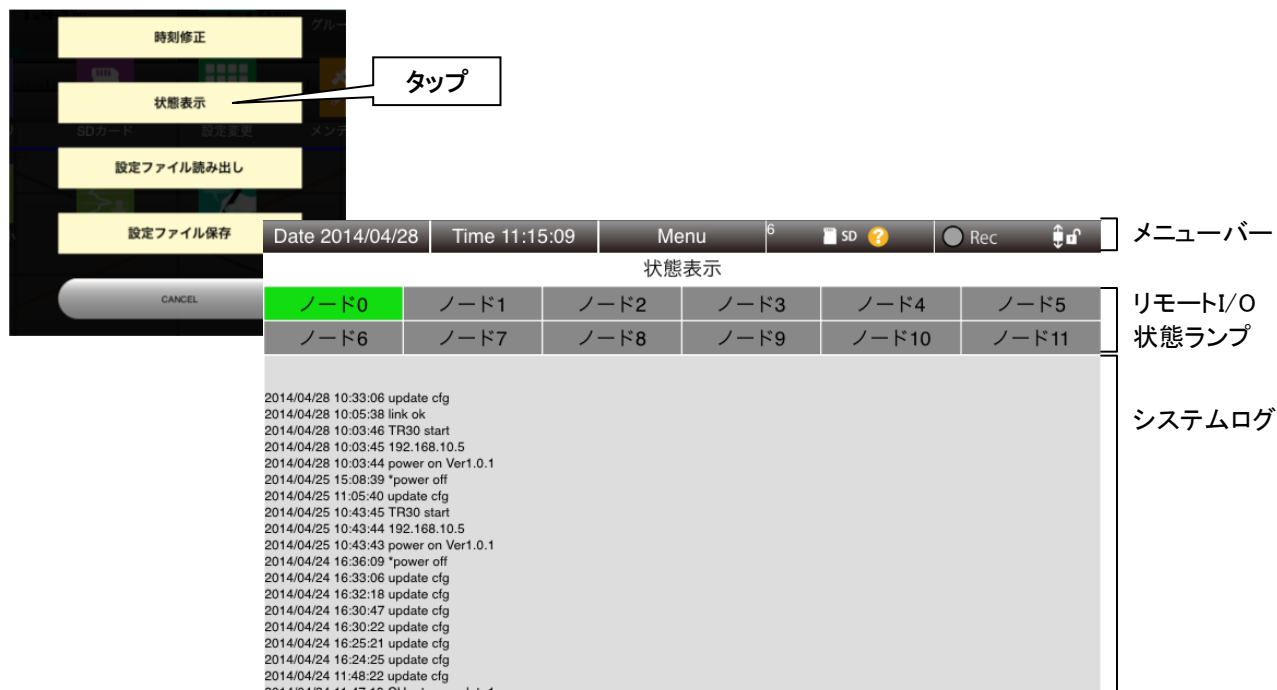 グルー
時刻修正
状態表示
タップ
SDカード
設定変更
メンテ
設定ファイル読み出し
設定ファイル保存
CANCEL
Date 2014/04/28
Time 11:15:09
Menu
6
SD
?
Rec
メニューバー
状態表示
ノード0
ノード1
ノード2
ノード3
ノード4
ノード5
リモートI/O
状態ランプ
ノード6
ノード7
ノード8
ノード9
ノード10
ノード11
システムログ
2014/04/28 10:33:06 update cfg
2014/04/28 10:05:38 link ok
2014/04/28 10:03:46 TR30 start
2014/04/28 10:03:45 192.168.10.5
2014/04/28 10:03:44 power on Ver1.0.1
2014/04/25 15:08:39 *power off
2014/04/25 11:05:40 update cfg
2014/04/25 10:43:45 TR30 start
2014/04/25 10:43:44 192.168.10.5
2014/04/25 10:43:43 power on Ver1.0.1
2014/04/24 16:36:09 *power off
2014/04/24 16:33:06 update cfg
2014/04/24 16:32:18 update cfg
2014/04/24 16:30:47 update cfg
2014/04/24 16:30:22 update cfg
2014/04/24 16:25:21 update cfg
2014/04/24 16:24:25 update cfg
2014/04/24 11:48:22 update cfg